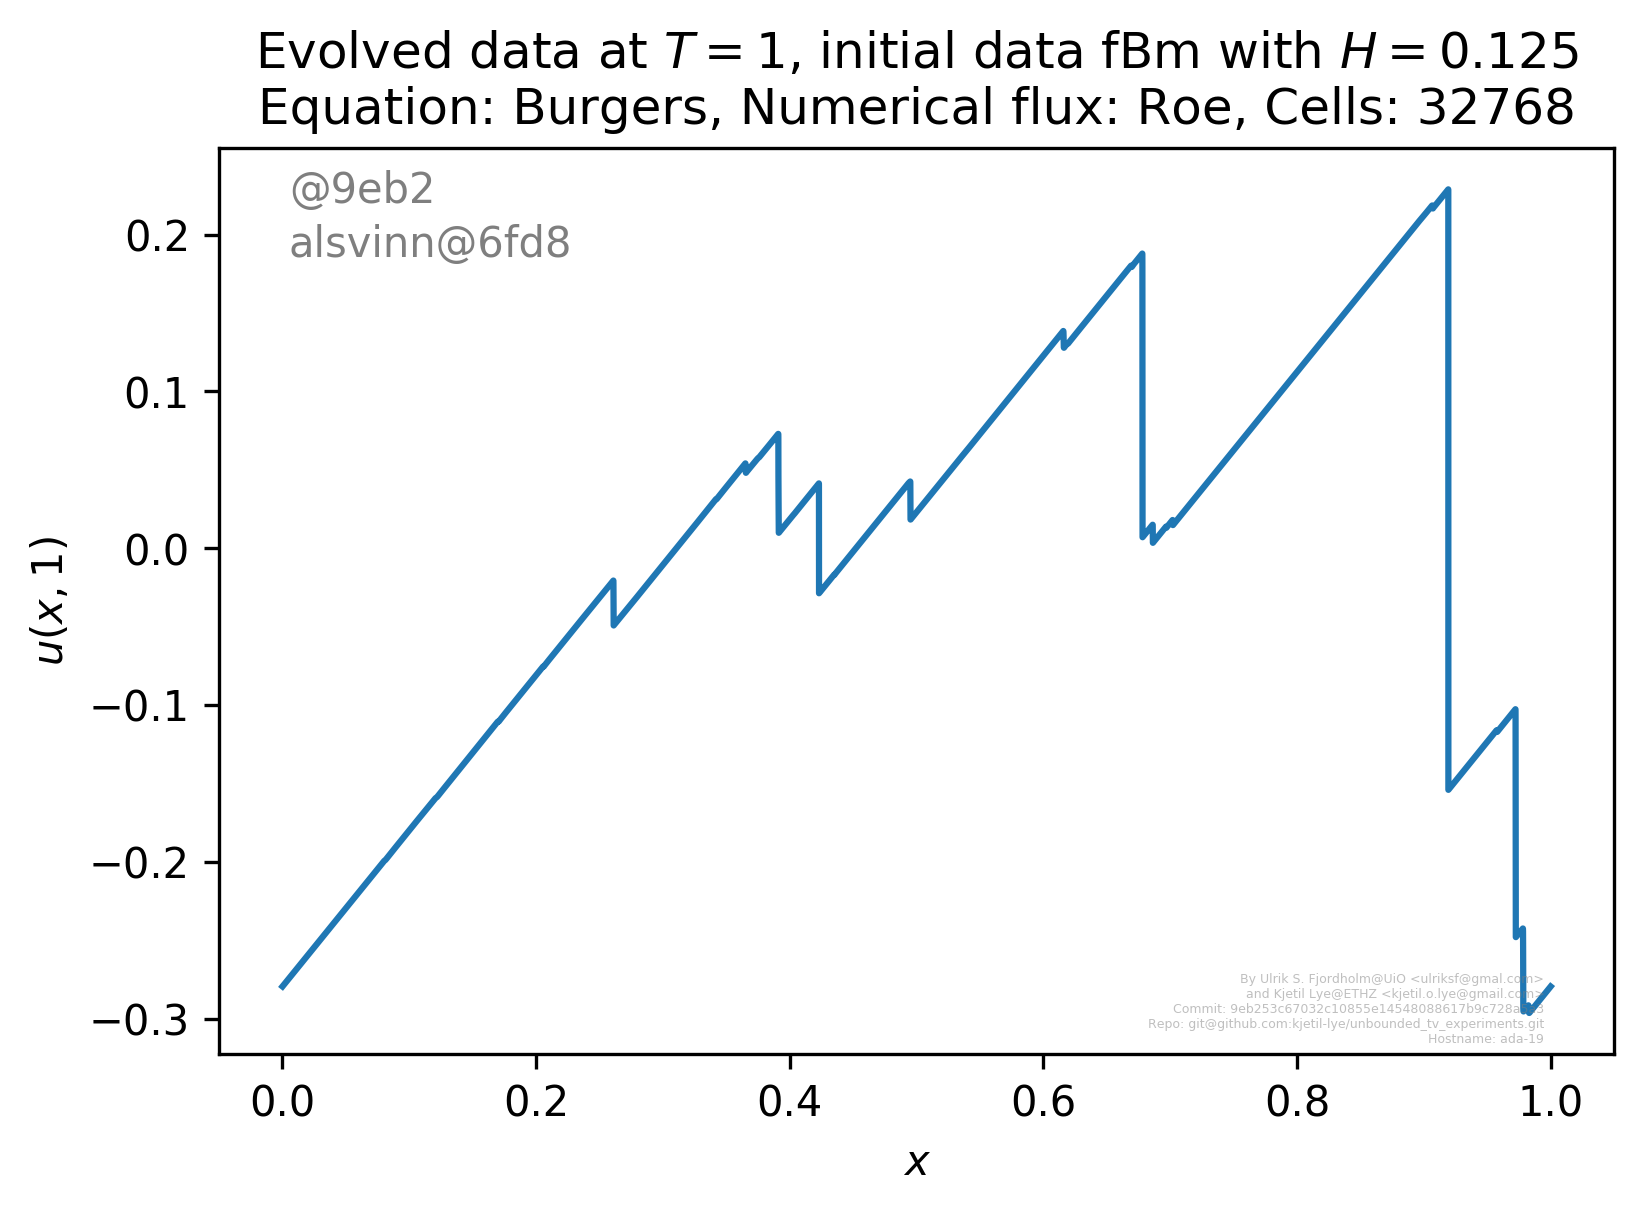 Evolved data at T = 1, initial data fBm with H = 0.125
Equation: Burgers, Numerical flux: Roe, Cells: 32768
@9eb2
alsvinn@6fd8
0.2
0.1
0.0
−0.1
−0.2
−0.3
u(x, 1)
By Ulrik S. Fjordholm@UiO <ulriksf@gmal.com>
and Kjetil Lye@ETHZ <kjetil.o.lye@gmail.com>
Commit:
Repo: git@github.com:kjetil-lye/unbounded_tv_experiments.git
Hostname: ada-19
0.0 0.2 0.4 0.6 0.8 1.0
x